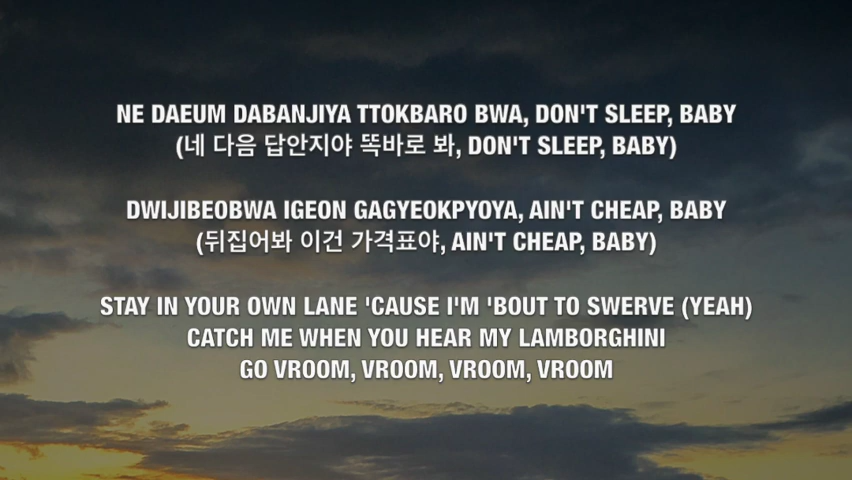 NE DAEUM DABANJIYA TTOKBARO BWA, DON'T SLEEP, BABY
(네 다음 답안지야 똑바로 봐, DON'T SLEEP, BABY)
DWIJIBEOBWA IGEON GAGYEOKPYOYA, AIN'T CHEAP, BABY
(뒤집어봐 이건 가격표야, AIN'T CHEAP, BABY)
STAY IN YOUR OWN LANE 'CAUSE I'M 'BOUT TO SWERVE (YEAH)
CATCH ME WHEN YOU HEAR MY LAMBORGHINI
GO VROOM, VROOM, VROOM, VROOM